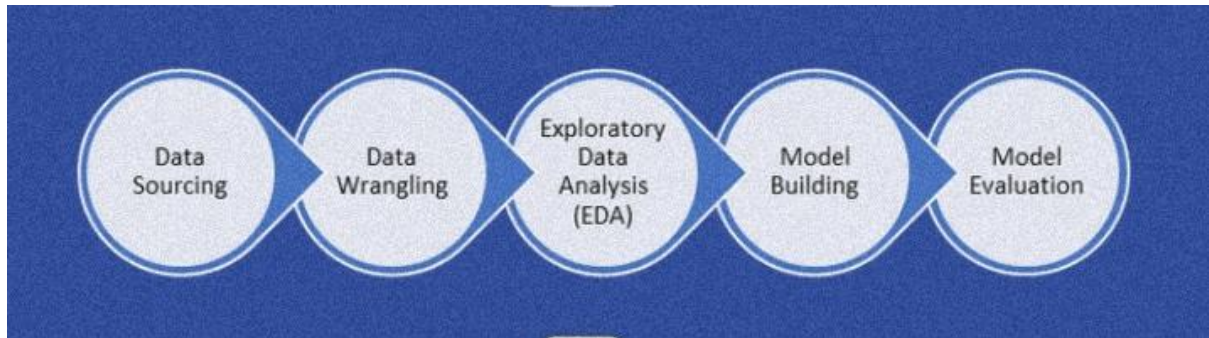 Data
Sourcing
Data
Wrangling
Exploratory
Data
Analysis
(EDA)
Model
Building
Model
Evaluation